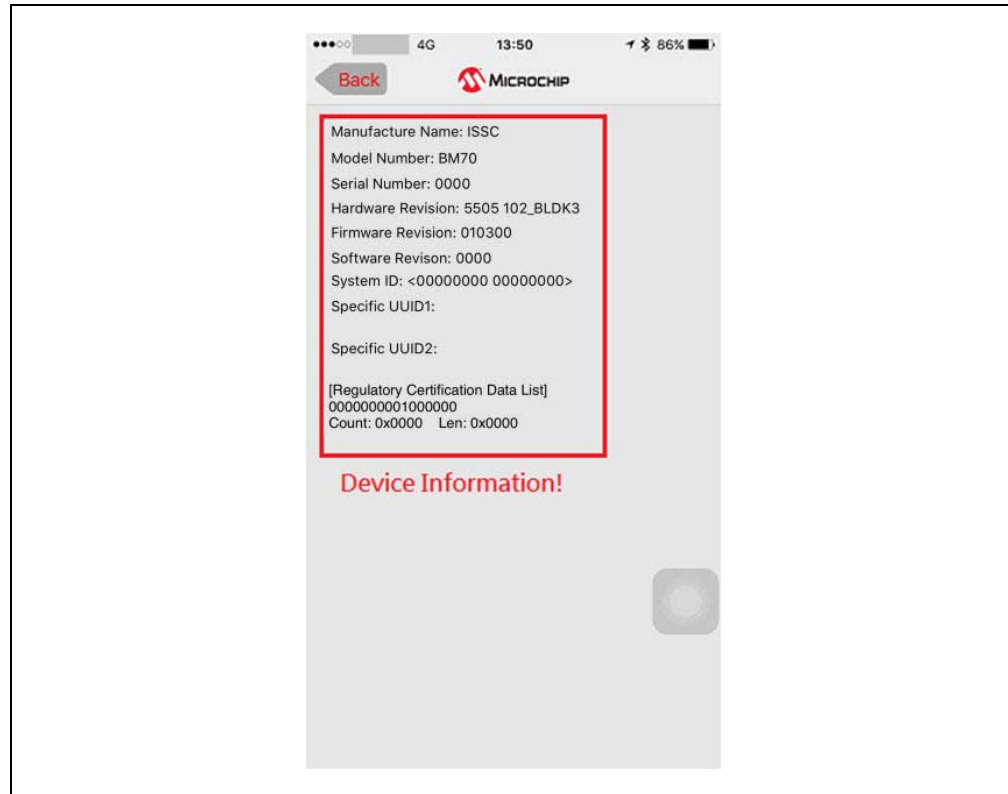 4G 13:50 86%
Back MICROCHIP
Manufacture Name: ISSC
Model Number: BM70
Serial Number: 0000
Hardware Revision: 5505 102_BLDK3
Firmware Revision: 010300
Software Revison: 0000
System ID: <00000000 00000000>
Specific UUID1:
Specific UUID2:
[Regulatory Certification Data List]
0000000001000000
Count: 0x0000 Len: 0x0000
Device Information!